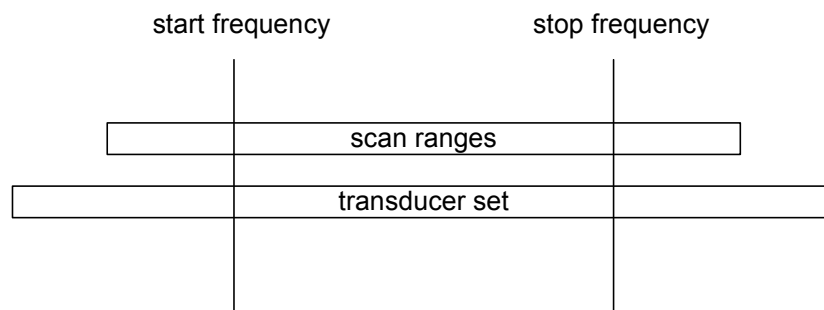 start frequency
stop frequency
scan ranges
transducer set